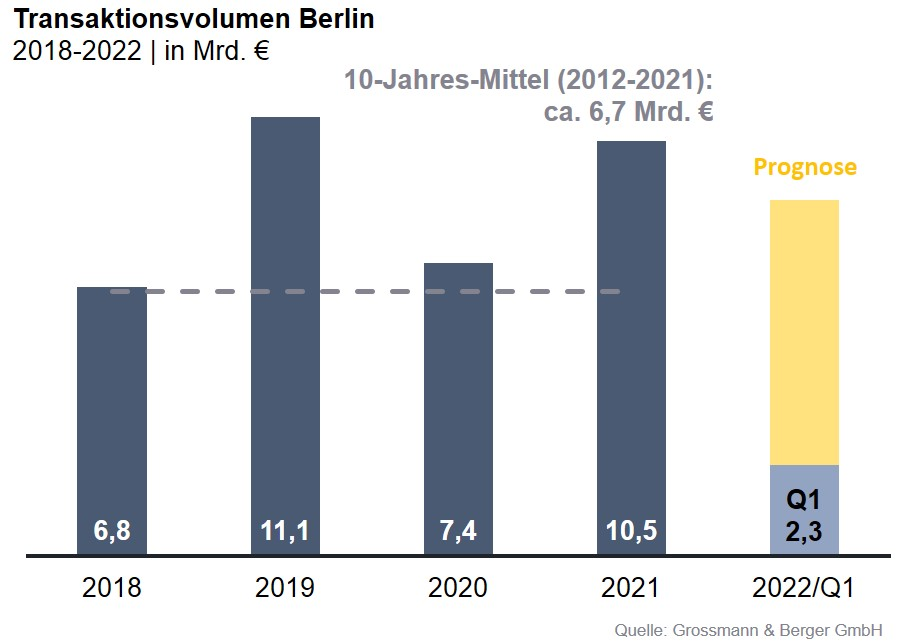 Transaktionsvolumen Berlin
2018-2022 | in Mrd. €
10-Jahres-Mittel (2012-2021):
ca. 6,7 Mrd. €
Prognose
Q1
6,8 11,1 7,4 10,5 2,3
2018 2019 2020 2021 2022/Q1
Quelle: Grossmann & Berger GmbH